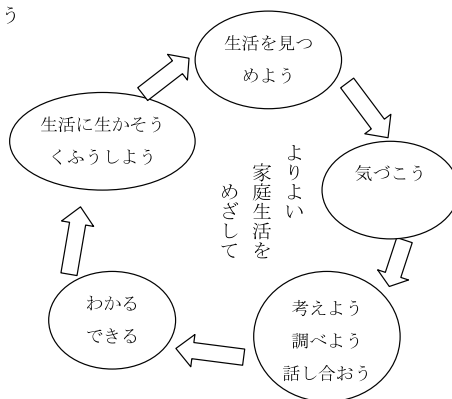 う
生活を見つ
めよう
気づこう
考えよう
調べよう
話し合おう
わかる
できる
生活に生かそう
くふうしよう
よりよい
家庭生活を
めざして